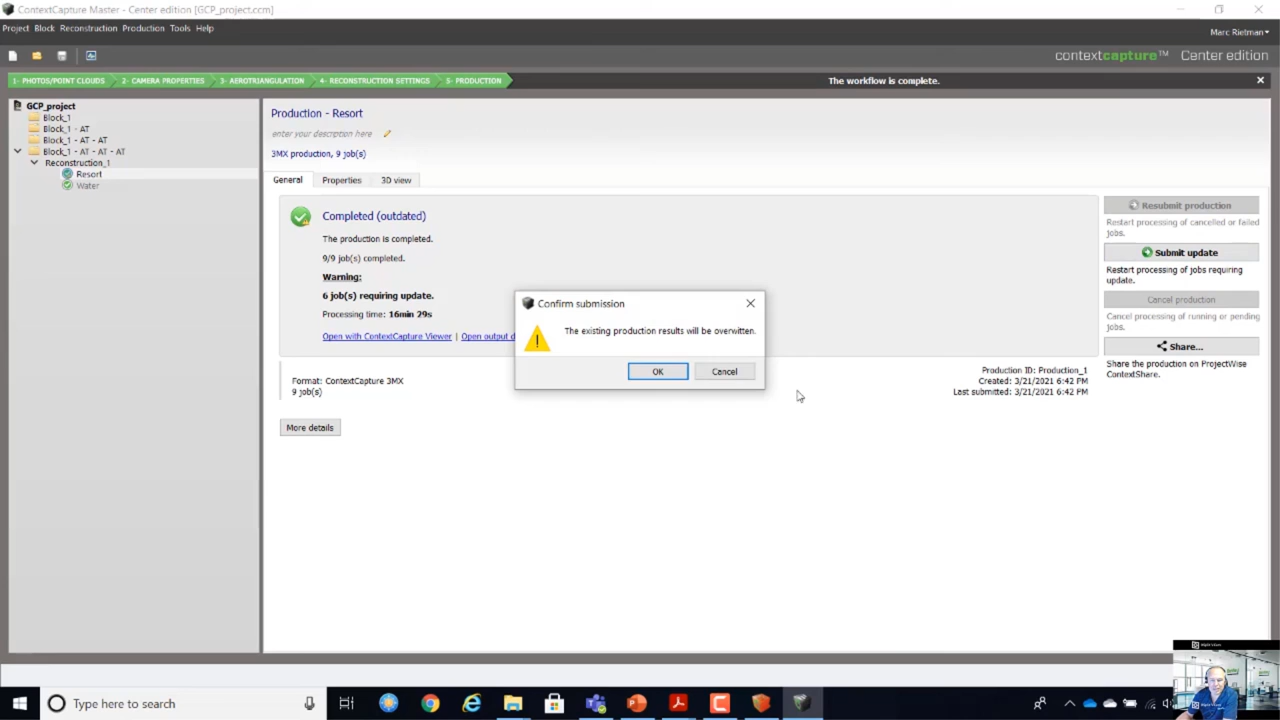 ContextCapture Master - Center edition [GCP_project.ccm]
Project Block Reconstruction Production Tools Help
Marc Rietman
contextcapture™ Center edition
1- PHOTOS/POINT CLOUDS 2- CAMERA PROPERTIES 3- AEROTRIANGULATION 4- RECONSTRUCTION SETTINGS 5- PRODUCTION The workflow is complete.
GCP_project
Block_1
Block_1 - AT
Block_1 - AT - AT
Block_1 - AT - AT - AT
Reconstruction_1
Resort
Water
Production - Resort
enter your description here
3MX production, 9 job(s)
General Properties 3D view
Completed (outdated)
The production is completed.
9/9 job(s) completed.
Warning:
6 job(s) requiring update.
Processing time: 16min 29s
Open with ContextCapture Viewer | Open output d
Format: ContextCapture 3MX
9 job(s)
More details
Production ID: Production_1
Created: 3/21/2021 6:42 PM
Last submitted: 3/21/2021 6:42 PM
Resubmit production
Restart processing of cancelled or failed
jobs.
Submit update
Restart processing of jobs requiring
update.
Cancel production
Cancel processing of running or pending
jobs.
Share...
Share the production on ProjectWise
ContextShare.
Confirm submission
The existing production results will be overwitten.
OK Cancel
Type here to search